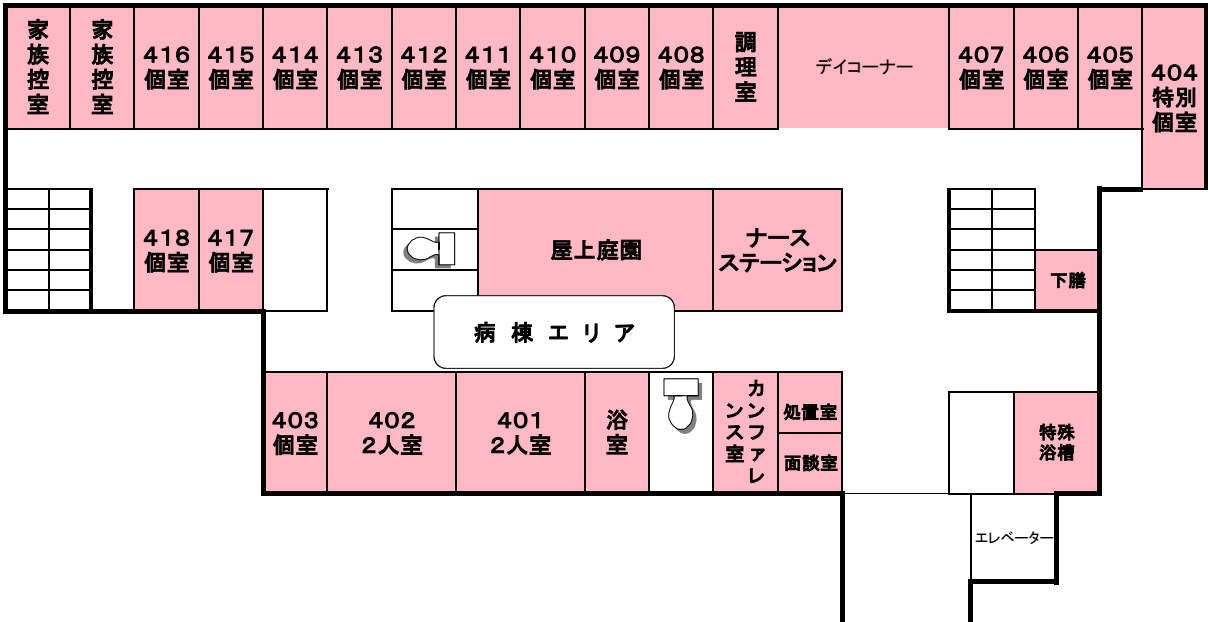 家族控室
家族控室
416
個室
415
個室
414
個室
413
個室
412
個室
411
個室
410
個室
409
個室
408
個室
調理室
デイコーナー
407
個室
406
個室
405
個室
404
特別
個室
418
個室
417
個室
屋上庭園
ナース
ステーション
下膳
病棟エリア
403
個室
402
2人室
401
2人室
浴室
カンファレ
ンス室
処置室
面談室
特殊
浴槽
エレベーター